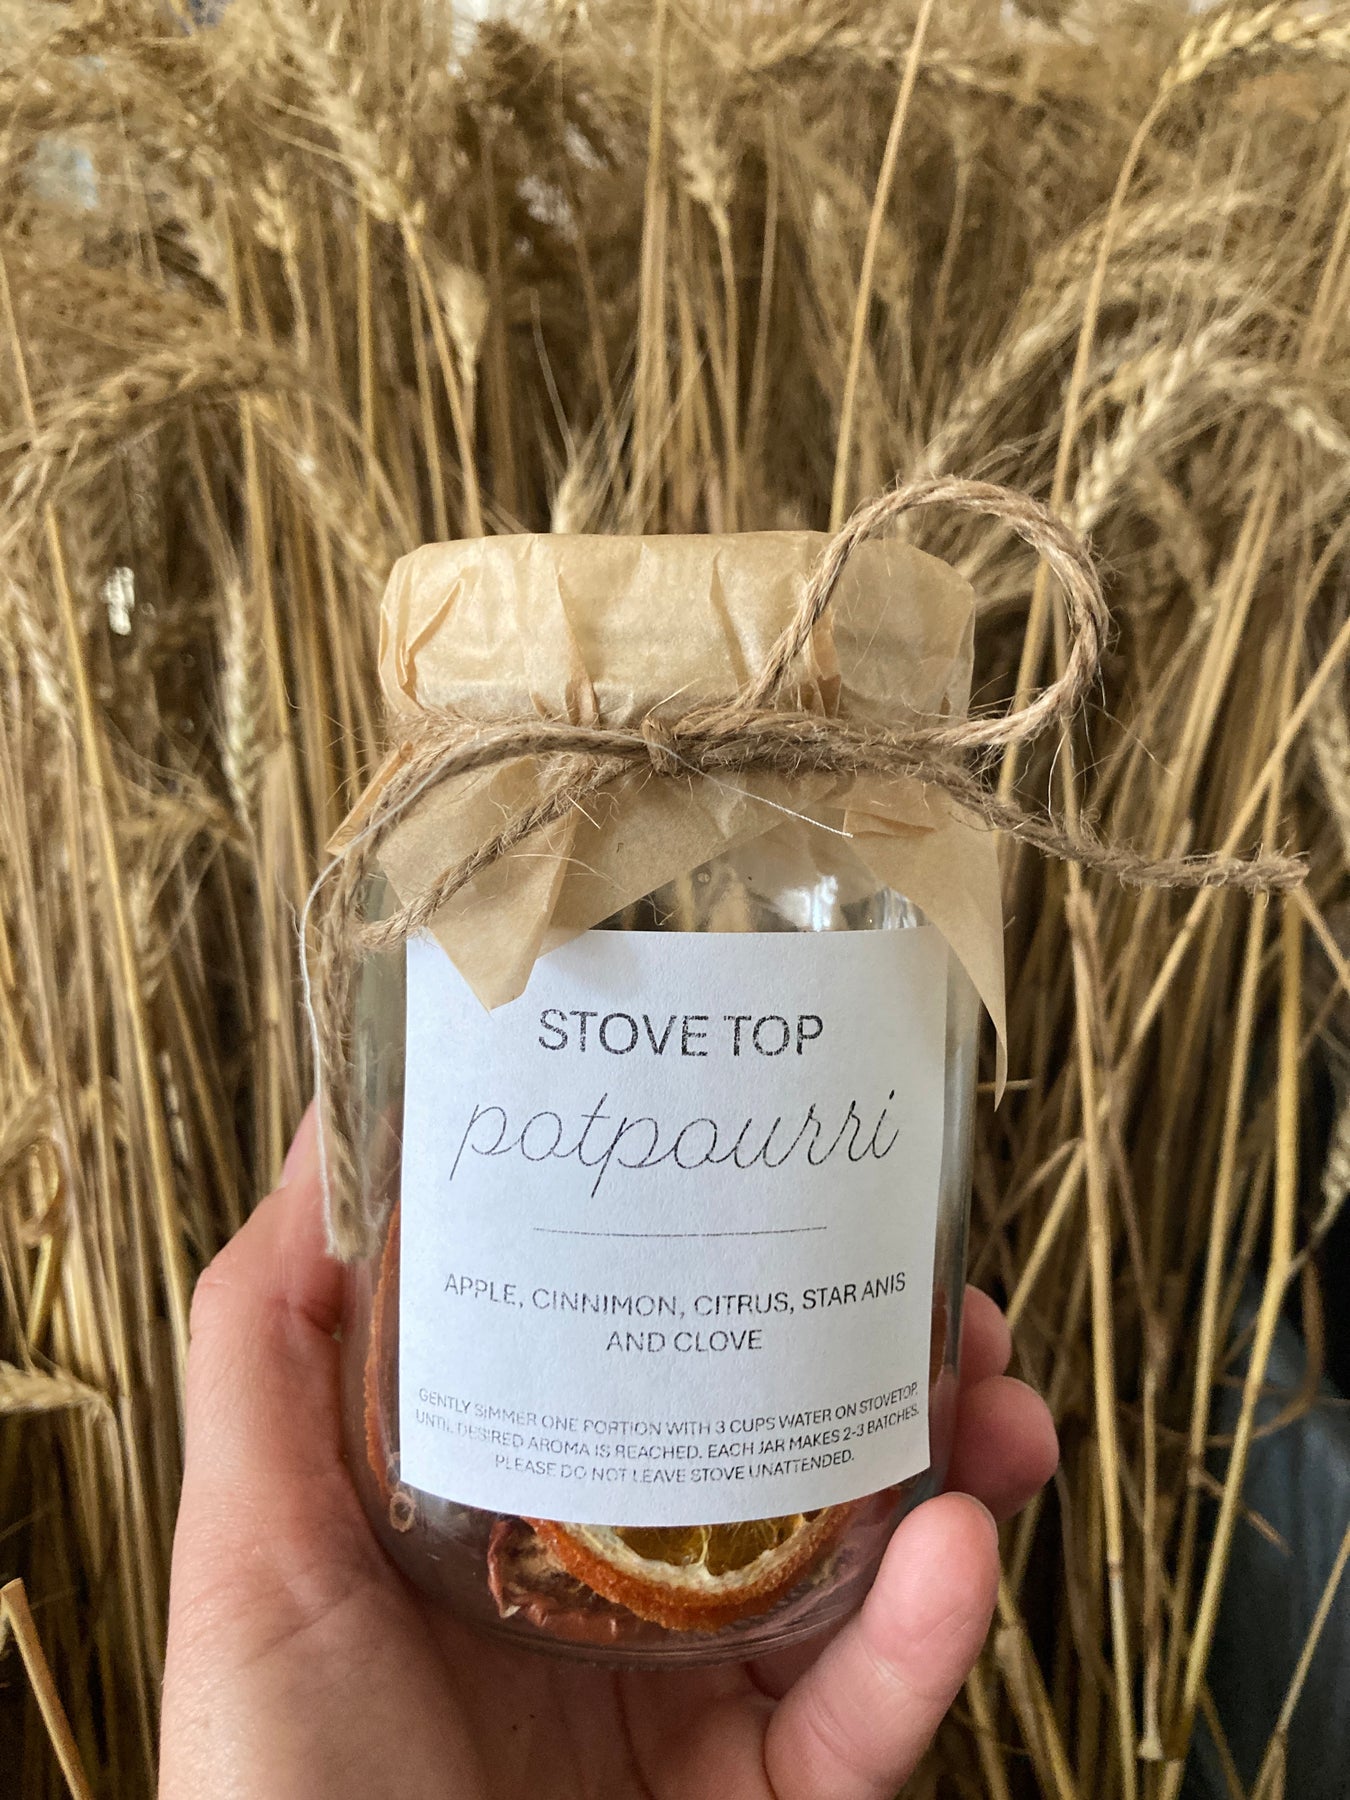 STOVE TOP
potpourri
APPLE, CINNIMON, CITRUS, STAR ANIS
AND CLOVE
GENTLY SIMMER ONE PORTION WITH 3 CUPS WATER ON STOVETOP,
UNTIL DESIRED AROMA IS REACHED. EACH JAR MAKES 2-3 BATCHES.
PLEASE DO NOT LEAVE STOVE UNATTENDED.